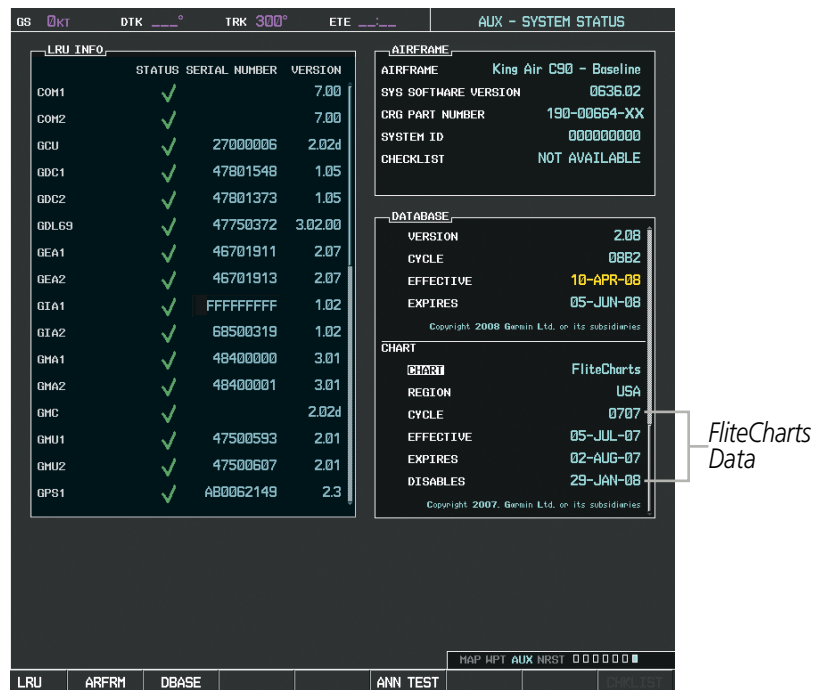 GS 0KT DTK ___° TRK 300° ETE __:__ AUX - SYSTEM STATUS
LRU INFO
STATUS SERIAL NUMBER VERSION
COM1 7.00
COM2 7.00
GCU 27000006 2.02d
GDC1 47801548 1.05
GDC2 47801373 1.05
GDL69 47750372 3.02.00
GEA1 46701911 2.07
GEA2 46701913 2.07
GIA1 FFFFFFFFF 1.02
GIA2 68500319 1.02
GMA1 48400000 3.01
GMA2 48400001 3.01
GMC 2.02d
GMU1 47500593 2.01
GMU2 47500607 2.01
GPS1 AB0062149 2.3
AIRFRAME
AIRFRAME King Air C90 - Baseline
SYS SOFTWARE VERSION 0636.02
CRG PART NUMBER 190-00664-XX
SYSTEM ID 000000000
CHECKLIST NOT AVAILABLE
DATABASE
VERSION 2.08
CYCLE 08B2
EFFECTIVE 10-APR-08
EXPIRES 05-JUN-08
Copyright 2008 Garmin Ltd. or its subsidiaries
CHART
CHART FliteCharts
REGION USA
CYCLE 0707
EFFECTIVE 05-JUL-07
EXPIRES 02-AUG-07
DISABLES 29-JAN-08
Copyright 2007, Garmin Ltd. or its subsidiaries
FliteCharts
Data
MAP WPT AUX NRST
LRU ARFRM DBASE ANN TEST CHKLIST